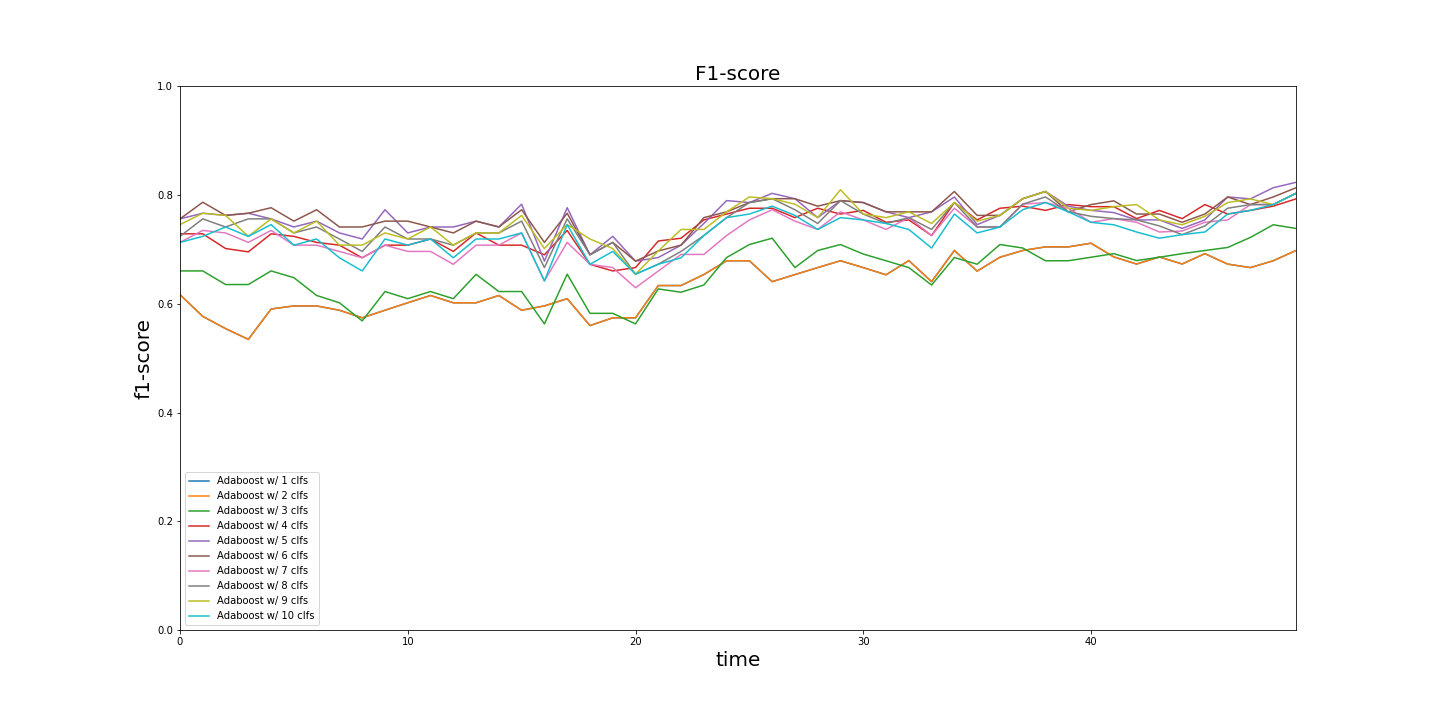 F1-score
1.0
0.8
0.6
0.4
0.2
0.0
f1-score
Adaboost w/ 1 clfs
Adaboost w/ 2 clfs
Adaboost w/ 3 clfs
Adaboost w/ 4 clfs
Adaboost w/ 5 clfs
Adaboost w/ 6 clfs
Adaboost w/ 7 clfs
Adaboost w/ 8 clfs
Adaboost w/ 9 clfs
Adaboost w/ 10 clfs
0 10 20 30 40
time